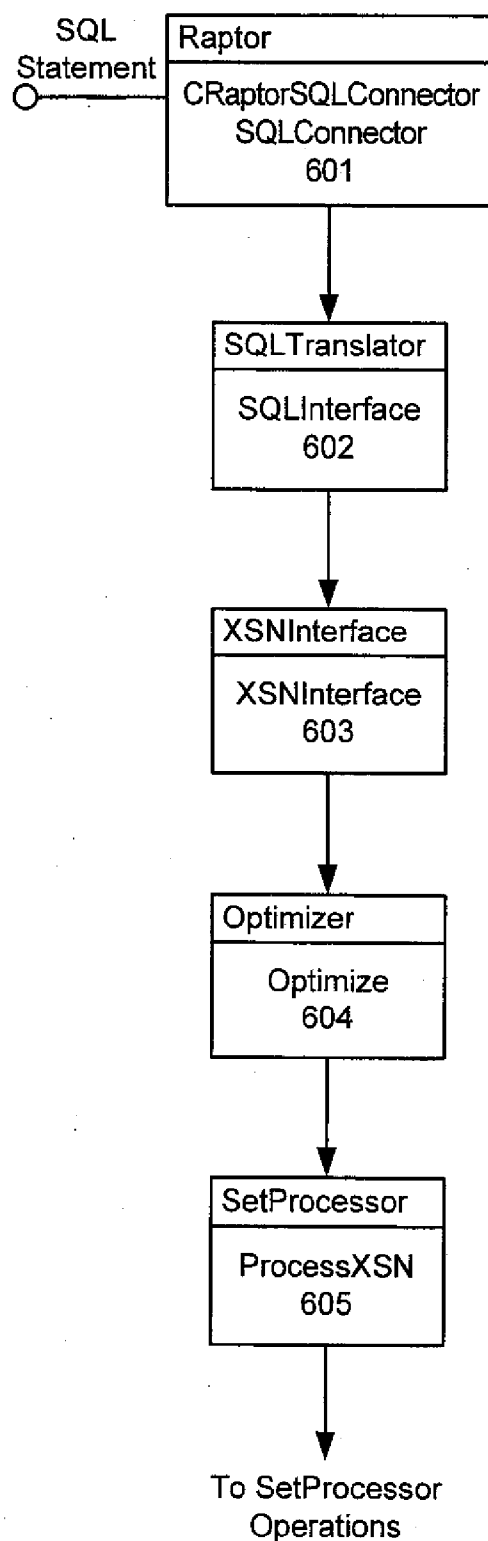 SQL
Statement
Raptor
CRaptorSQLConnector
SQLConnector
601
SQLTranslator
SQLInterface
602
XSNInterface
XSNInterface
603
Optimizer
Optimize
604
SetProcessor
ProcessXSN
605
To SetProcessor
Operations